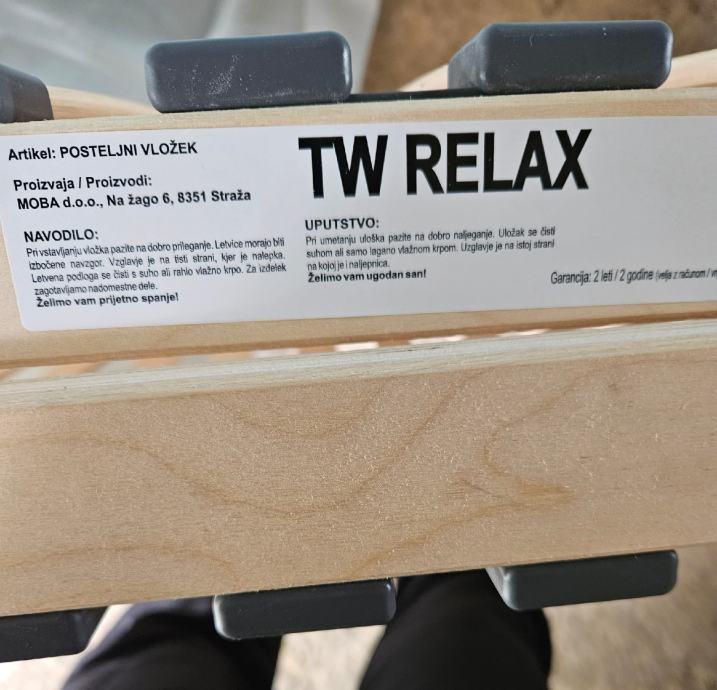 Artikel: POSTELJNI VLOŽEK
TW RELAX
Proizvaja / Proizvodi:
MOBA d.o.o., Na žago 6, 8351 Straža
NAVODILO:
Pri vstavljanju vložka pazite na dobro prileganje. Letvice morajo biti
izbočene navzgor. Vzglavje je na tisti strani, kjer je nalepka.
Letvena podloga se čisti s suho ali rahlo vlažno krpo. Za izdelek
zagotavljamo nadomestne dele.
Želimo vam prijetno spanje!
UPUTSTVO:
Pri umetanju uloška pazite na dobro naljeganje. Uložak se čisti
suhom ali samo lagano vlažnom krpom. Uzglavje je na istoj strani
na kojoj je i naljepnica.
Želimo vam ugodan san!
Garancija: 2 leti / 2 godine (velja z računom /